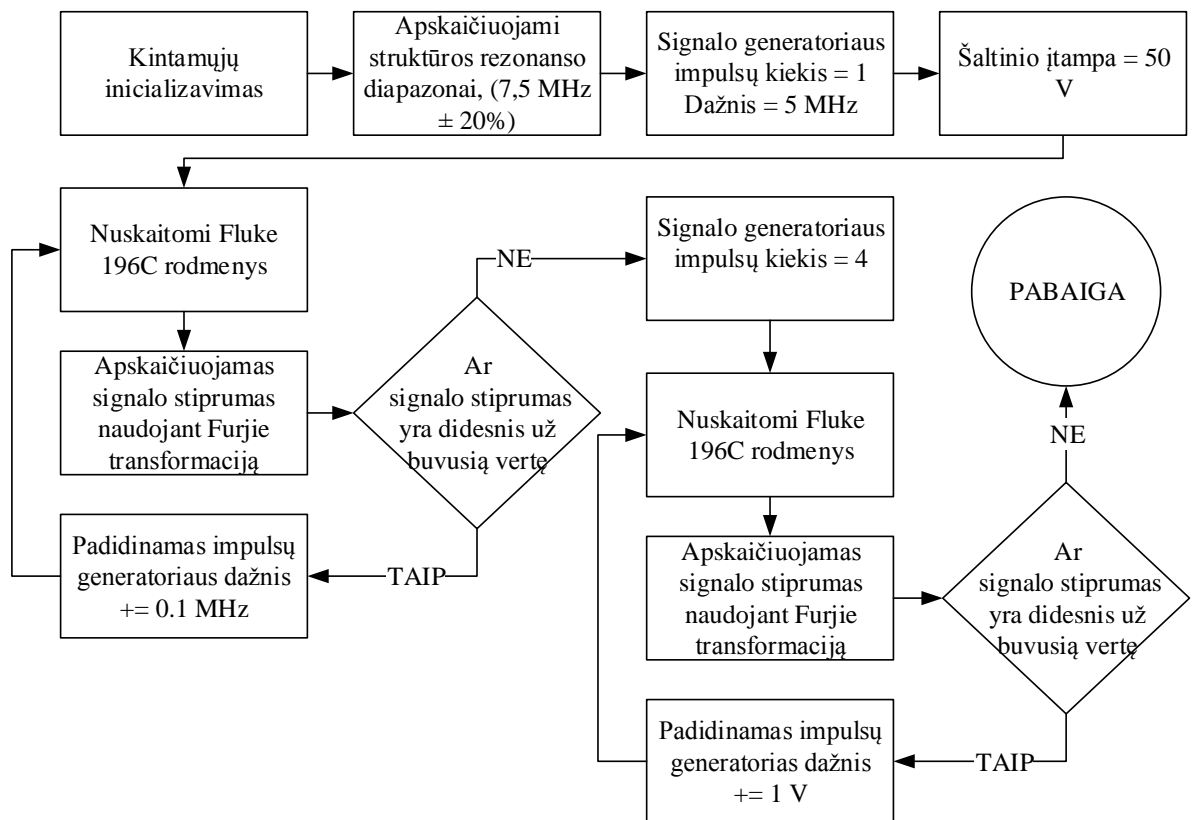 Kintamųjų
inicializavimas
Apskaičiuojami
struktūros rezonanso
diapazonai, (7,5 MHz
± 20%)
Signalo generatoriaus
impulsų kiekis = 1
Dažnis = 5 MHz
Šaltinio įtampa = 50
V
Nuskaitomi Fluke
196C rodmenys
Apskaičiuojamas
signalo stiprumas
naudojant Furjie
transformaciją
Padidinamas impulsų
generatoriaus dažnis
+= 0.1 MHz
Ar
signalo stiprumas
yra didesnis už
buvusią vertę
NE
TAIP
Signalo generatoriaus
impulsų kiekis = 4
Nuskaitomi Fluke
196C rodmenys
Apskaičiuojamas
signalo stiprumas
naudojant Furjie
transformaciją
Padidinamas impulsų
generatorias dažnis
+= 1 V
Ar
signalo stiprumas
yra didesnis už
buvusią vertę
TAIP
NE
PABAIGA